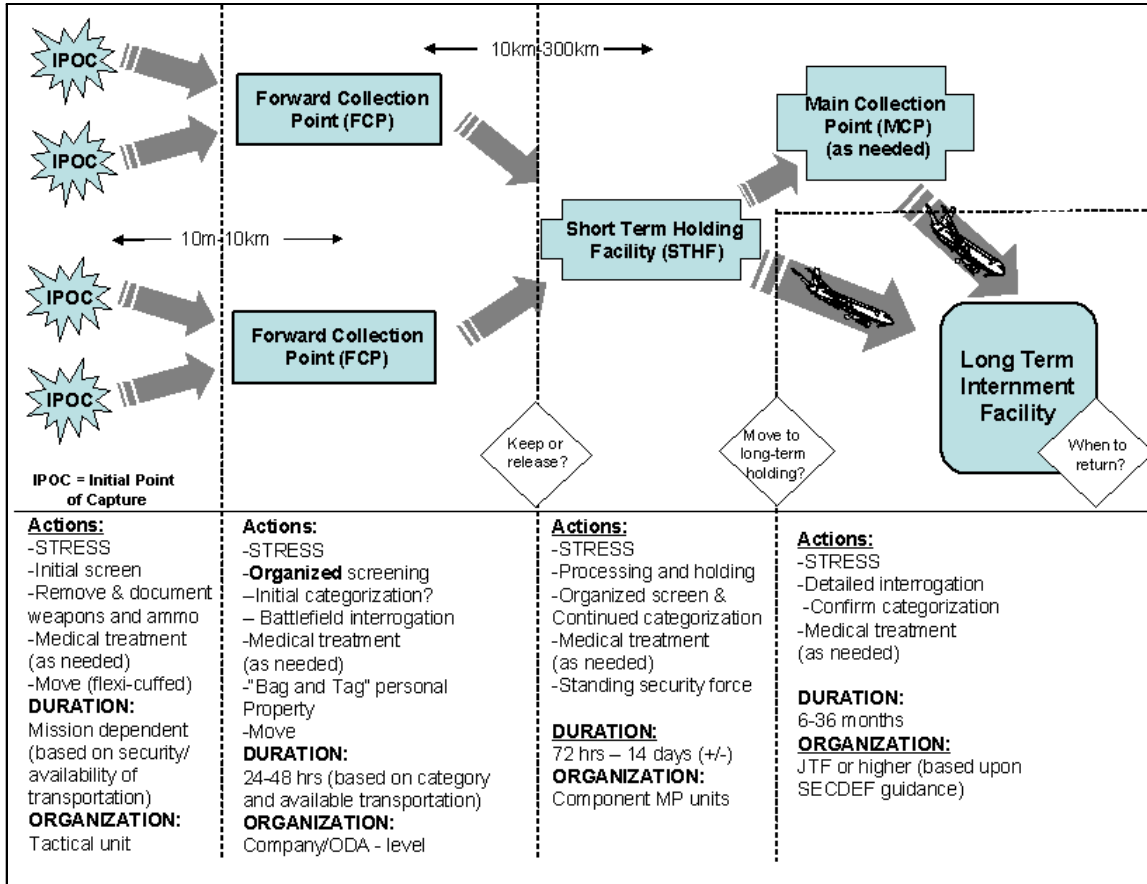 IPOC
IPOC
10m-10km
IPOC
IPOC
IPOC = Initial Point
of Capture
Forward Collection
Point (FCP)
Forward Collection
Point (FCP)
10km-300km
Short Term Holding
Facility (STHF)
Main Collection
Point (MCP)
(as needed)
Long Term
Internment
Facility
Keep or
release?
Move to
long-term
holding?
When to
return?
Actions:
-STRESS
-Initial screen
-Remove & document
weapons and ammo
-Medical treatment
(as needed)
-Move (flexi-cuffed)
DURATION:
Mission dependent
(based on security/
availability of
transportation)
ORGANIZATION:
Tactical unit
Actions:
-STRESS
-Organized screening
–Initial categorization?
– Battlefield interrogation
-Medical treatment
(as needed)
-"Bag and Tag" personal
Property
-Move
DURATION:
24-48 hrs (based on category
and available transportation)
ORGANIZATION:
Company/ODA - level
Actions:
-STRESS
-Processing and holding
-Organized screen &
Continued categorization
-Medical treatment
(as needed)
-Standing security force
DURATION:
72 hrs – 14 days (+/-)
ORGANIZATION:
Component MP units
Actions:
-STRESS
-Detailed interrogation
-Confirm categorization
-Medical treatment
(as needed)
DURATION:
6-36 months
ORGANIZATION:
JTF or higher (based upon
SECDEF guidance)